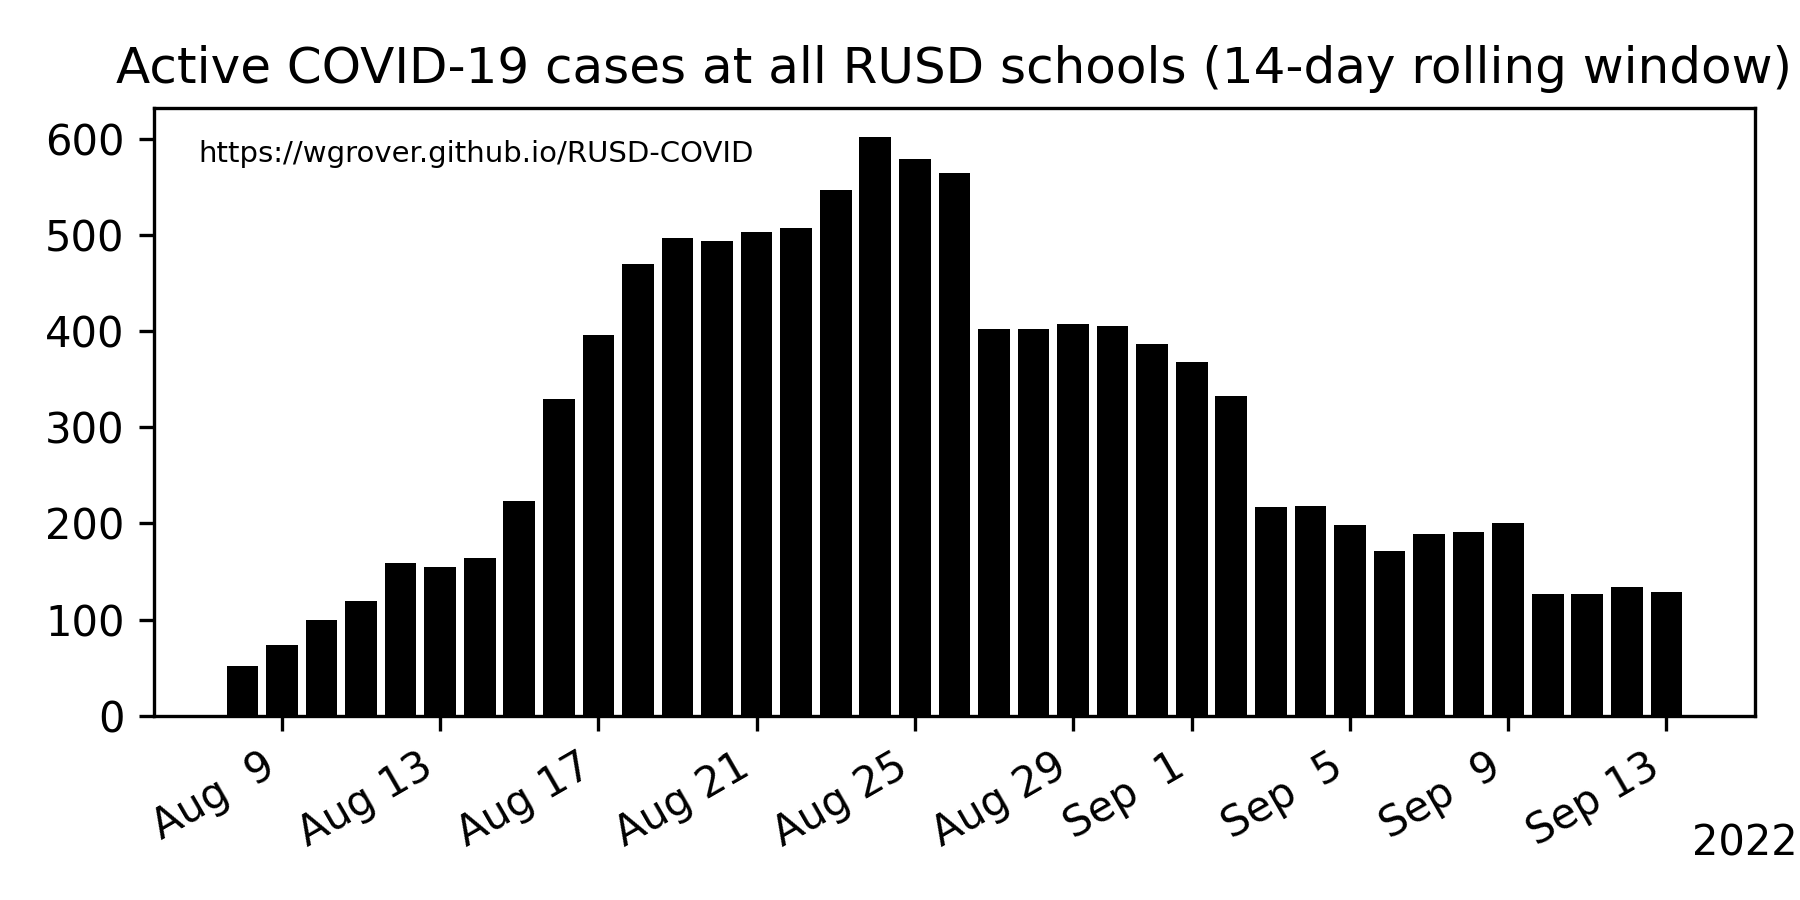 Active COVID-19 cases at all RUSD schools (14-day rolling window)
https://wgrover.github.io/RUSD-COVID
600
500
400
300
200
100
0
Aug 9
Aug 13
Aug 17
Aug 21
Aug 25
Aug 29
Sep 1
Sep 5
Sep 9
Sep 13
2022